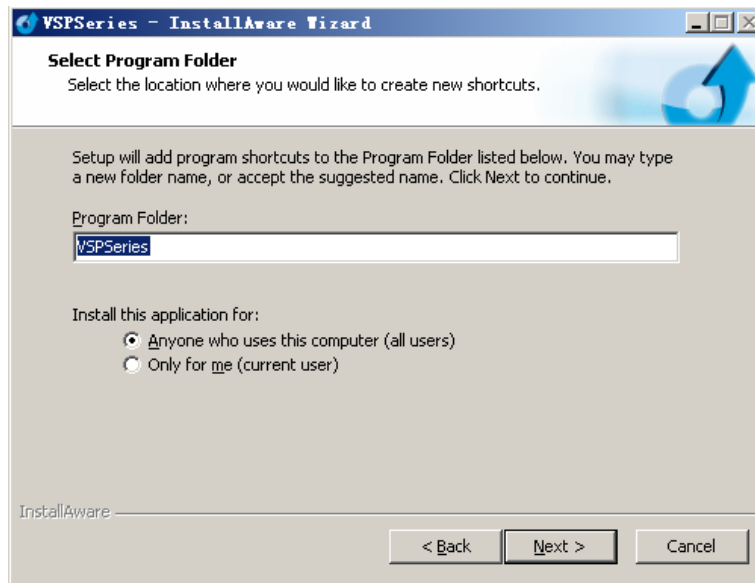 VSPSeries - InstallAware Wizard
Select Program Folder
Select the location where you would like to create new shortcuts.
Setup will add program shortcuts to the Program Folder listed below. You may type
a new folder name, or accept the suggested name. Click Next to continue.
Program Folder:
VSPSeries
Install this application for:
Anyone who uses this computer (all users)
Only for me (current user)
InstallAware
< Back
Next >
Cancel